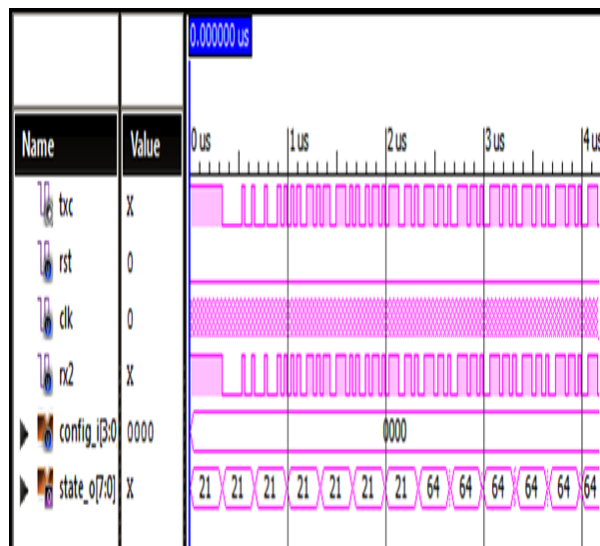 0.000000 us
Name Value 0 us 1 us 2 us 3 us 4 us
txc X
rst 0
clk 0
rx2 X
config_i[3:0 0000 0000
state_o[7:0] X 21 21 21 21 21 21 21 64 64 64 64 64 64